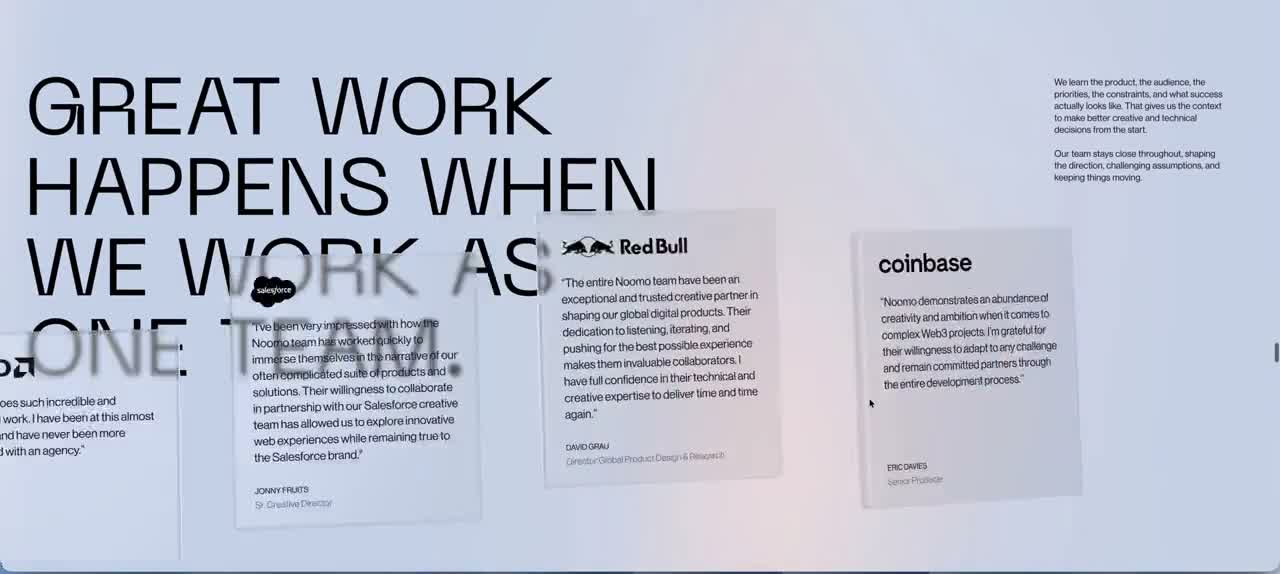 GREAT WORK
HAPPENS WHEN
WE WORK AS
ONE TEAM.
We learn the product, the audience, the
priorities, the constraints, and what success
actually looks like. That gives us the context
to make better creative and technical
decisions from the start.
Our team stays close throughout, shaping
the direction, challenging assumptions, and
keeping things moving.
oes such incredible and
work. I have been at this almost
and have never been more
d with an agency."
salesforce
"I've been very impressed with how the
Noomo team has worked quickly to
immerse themselves in the narrative of our
often complicated suite of products and
solutions. Their willingness to collaborate
in partnership with our Salesforce creative
team has allowed us to explore innovative
web experiences while remaining true to
the Salesforce brand."
JONNY FRUITS
Sr. Creative Director
Red Bull
"The entire Noomo team have been an
exceptional and trusted creative partner in
shaping our global digital products. Their
dedication to listening, iterating, and
pushing for the best possible experience
makes them invaluable collaborators. I
have full confidence in their technical and
creative expertise to deliver time and time
again."
DAVID GRAU
Director Global Product Design & Research
coinbase
"Noomo demonstrates an abundance of
creativity and ambition when it comes to
complex Web3 projects. I'm grateful for
their willingness to adapt to any challenge
and remain committed partners through
the entire development process."
ERIC DAVIES
Senior Producer